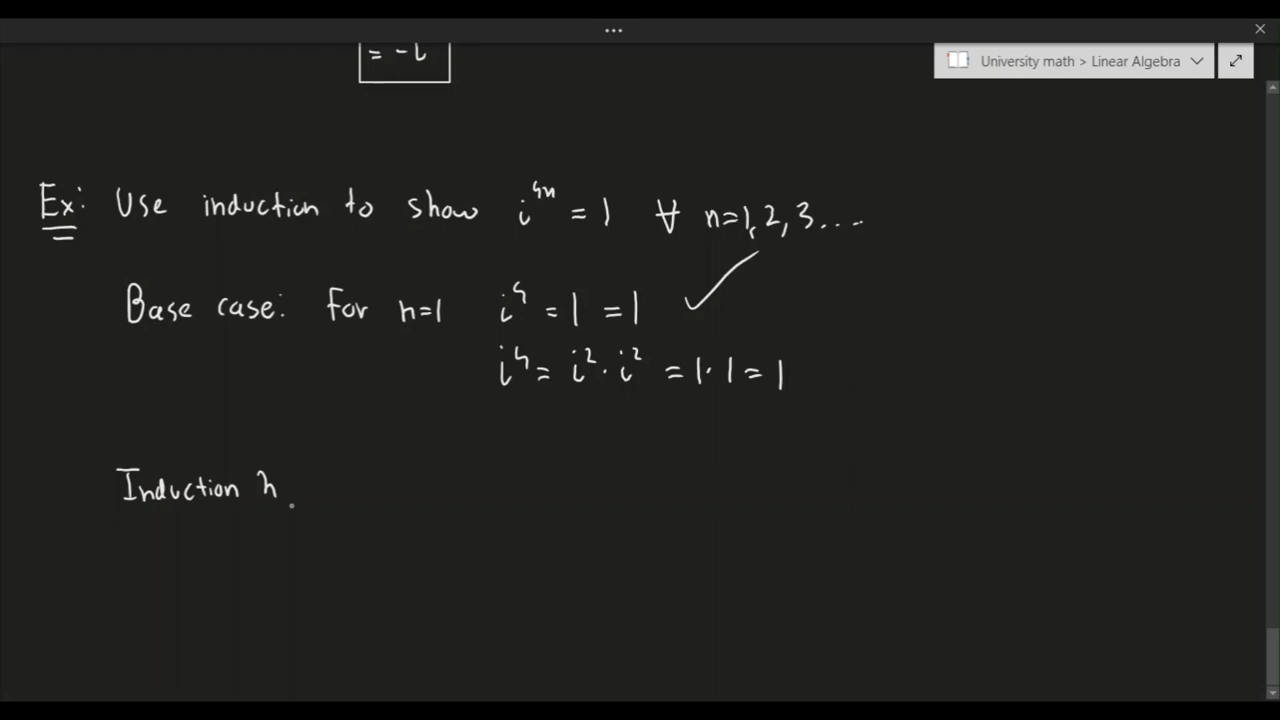 ...
= -i
University math > Linear Algebra
Ex: Use induction to show i^4n = 1 ∀ n=1, 2, 3...
Base case: For n=1 i^4 = 1 = 1 ✓
i^4 = i^2 · i^2 = 1 · 1 = 1
Induction h